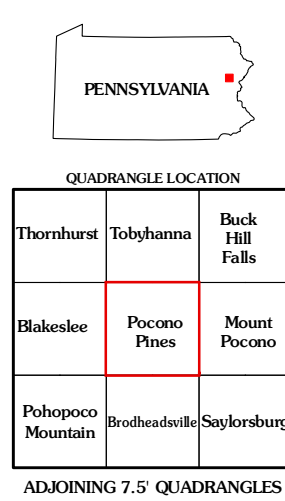 PENNSYLVANIA
QUADRANGLE LOCATION
Thornhurst
Tobyhanna
Buck
Hill
Falls
Blakeslee
Pocono
Pines
Mount
Pocono
Pohopoco
Mountain
Brodheadsville
Saylorsburg
ADJOINING 7.5' QUADRANGLES